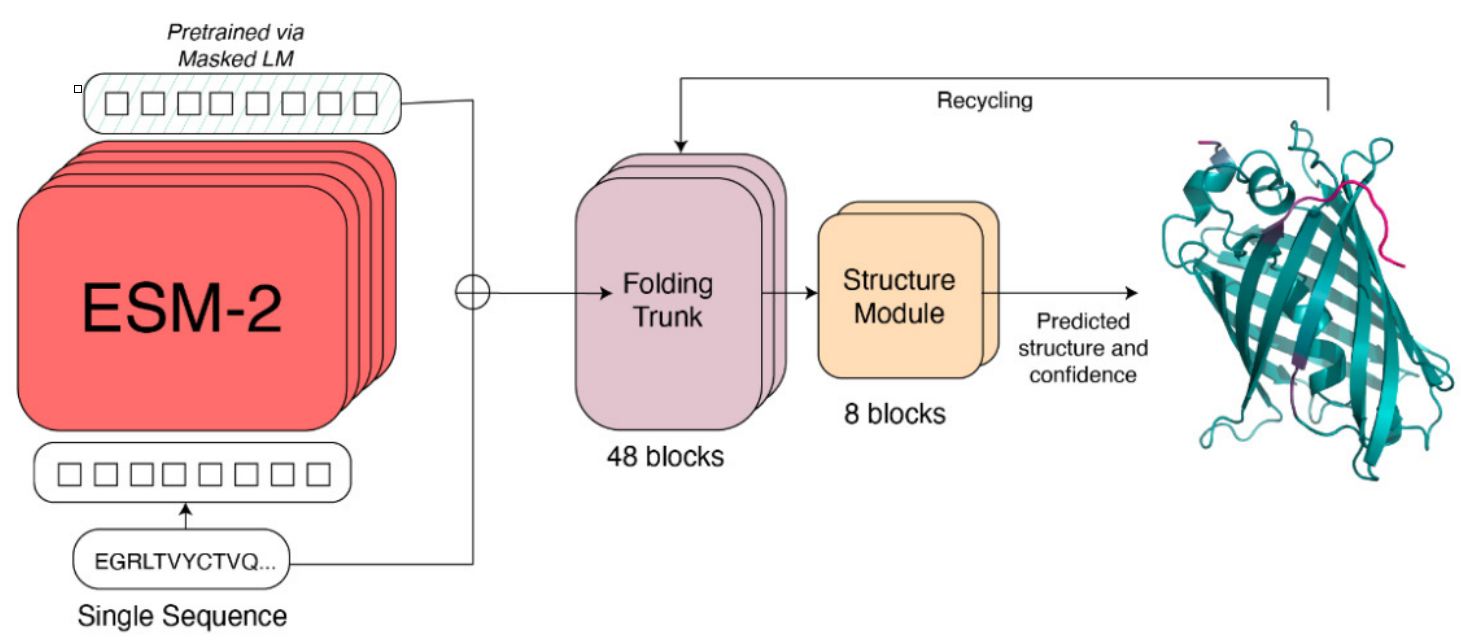 Pretrained via
Masked LM
ESM-2
EGRLTVYCTVQ...
Single Sequence
Recycling
Folding
Trunk
48 blocks
Structure
Module
8 blocks
Predicted
structure and
confidence